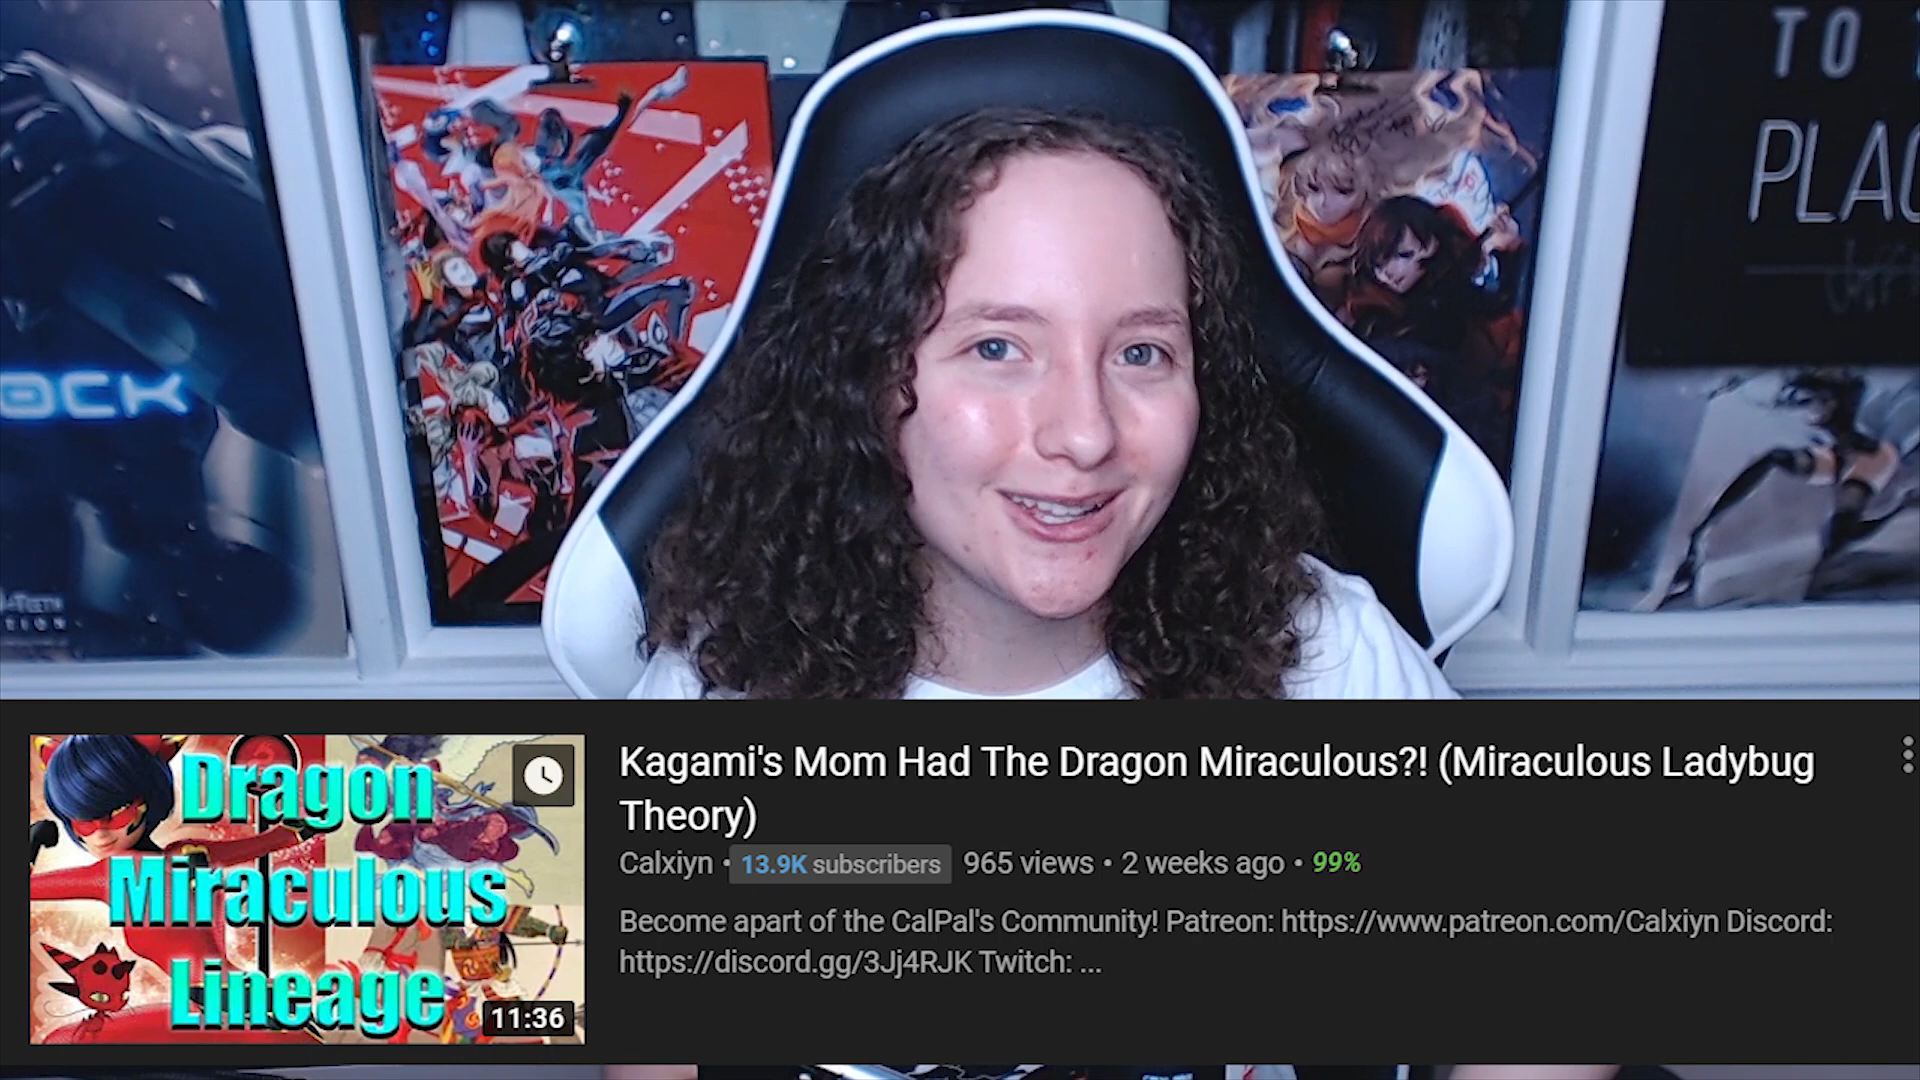 TO
PLAC
OCK
Dragon
Miraculous
Lineage
11:36
Kagami's Mom Had The Dragon Miraculous?! (Miraculous Ladybug
Theory)
Calxiyn • 13.9K subscribers 965 views • 2 weeks ago • 99%
Become apart of the CalPal's Community! Patreon: https://www.patreon.com/Calxiyn Discord:
https://discord.gg/3Jj4RJK Twitch: ...